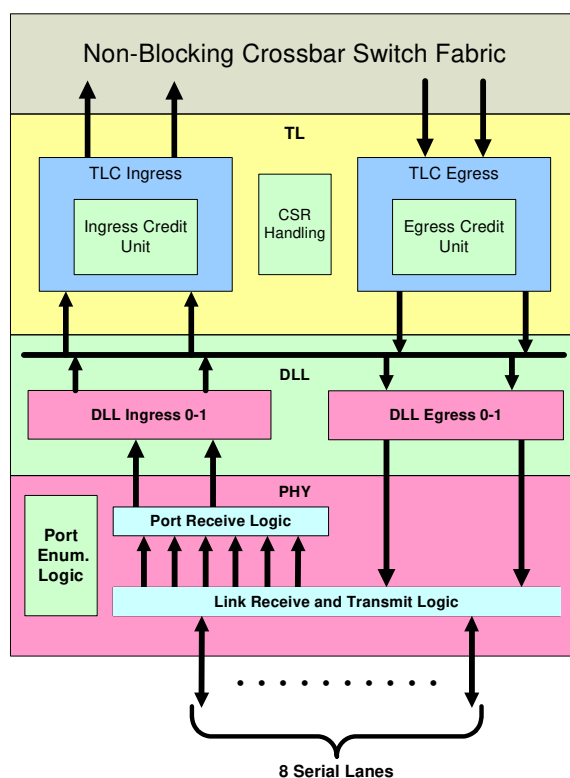 Non-Blocking Crossbar Switch Fabric
TL
TLC Ingress
Ingress Credit
Unit
CSR
Handling
TLC Egress
Egress Credit
Unit
DLL
DLL Ingress 0-1
DLL Egress 0-1
PHY
Port
Enum.
Logic
Port Receive Logic
Link Receive and Transmit Logic
8 Serial Lanes